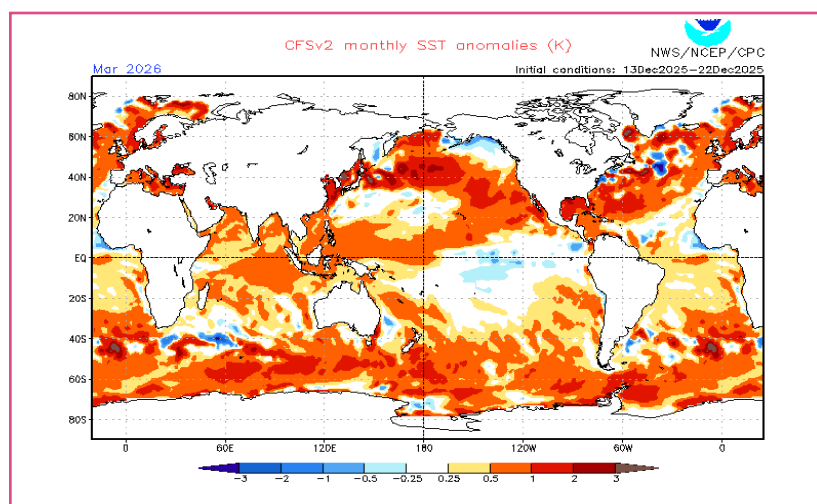 CFSv2 monthly SST anomalies (K)
NWS/NCEP/CPC
Mar 2026
Initial conditions: 13Dec2025-22Dec2025
80N
60N
40N
20N
EQ
20S
40S
60S
80S
0 60E 120E 180 120W 60W 0
-3 -2 -1 -0.5 -0.25 0.25 0.5 1 2 3